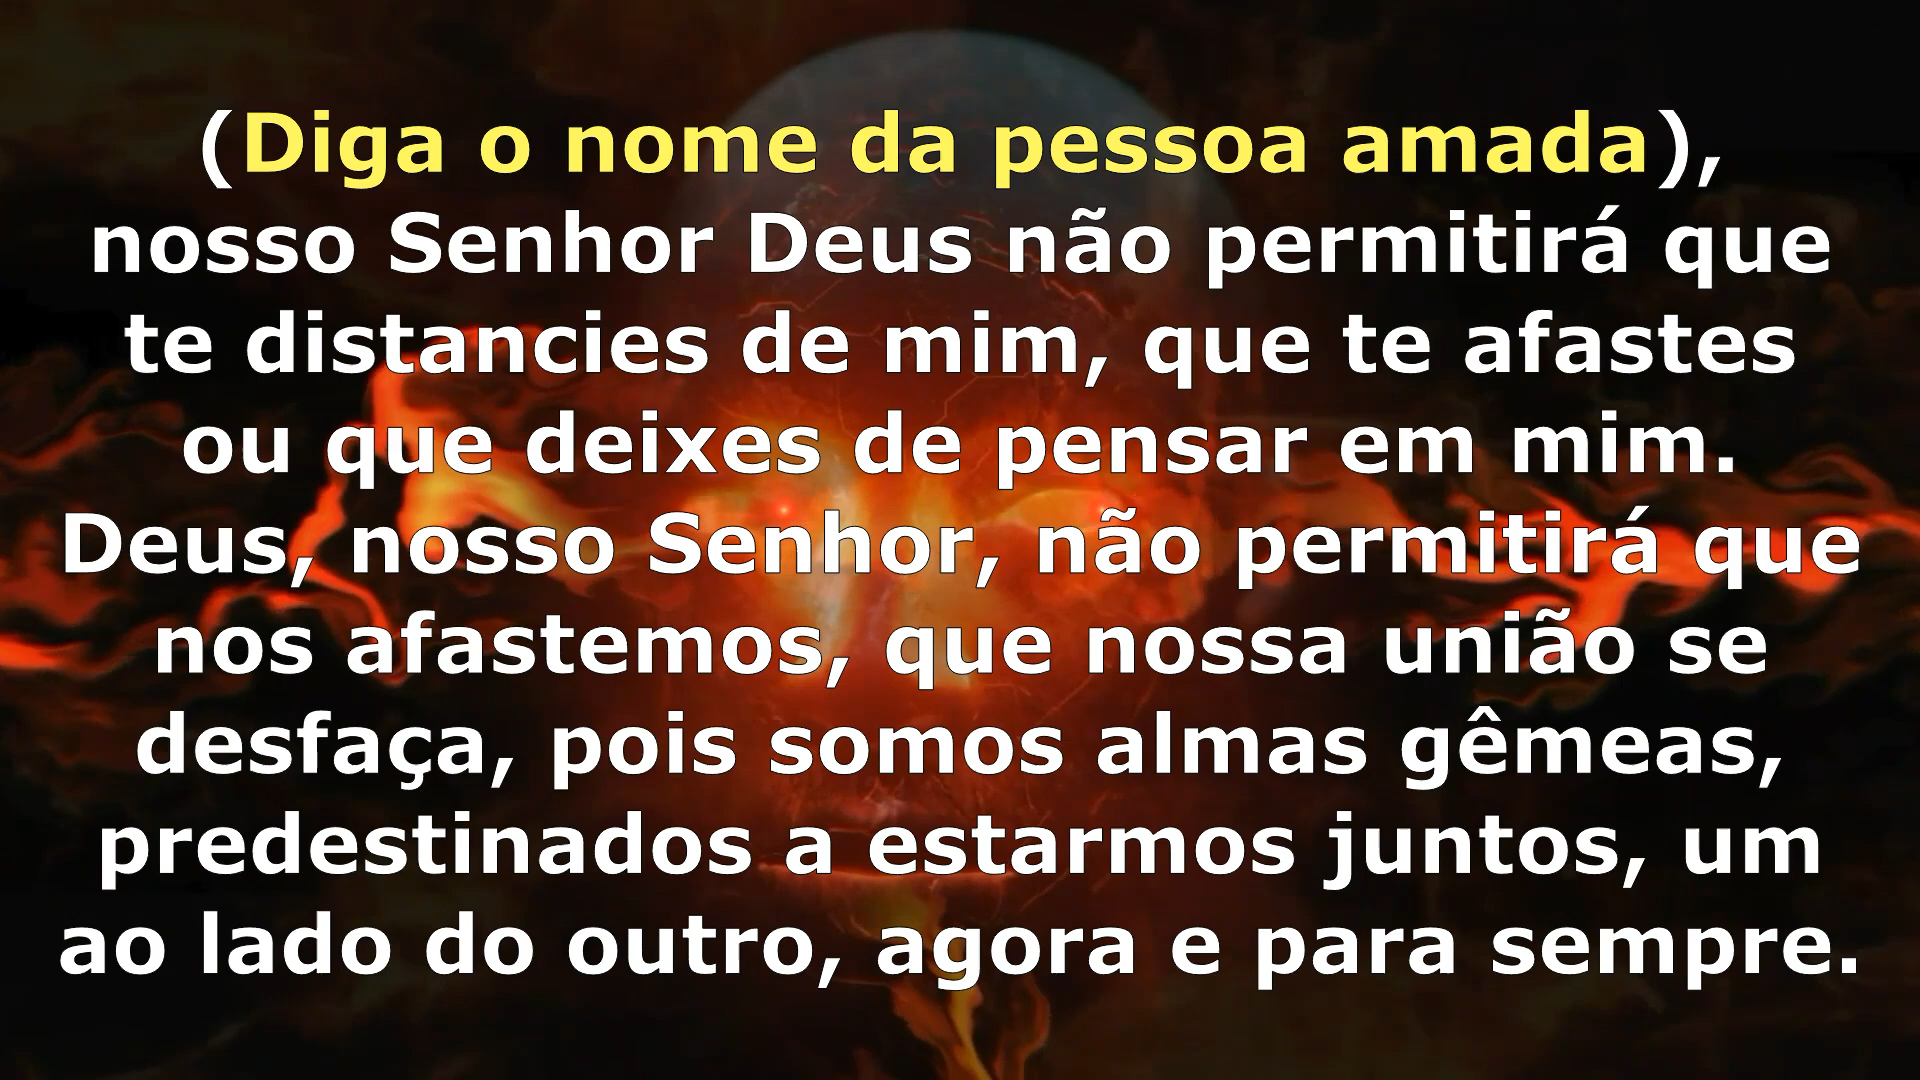 (Diga o nome da pessoa amada),
nosso Senhor Deus não permitirá que
te distancies de mim, que te afastes
ou que deixes de pensar em mim.
Deus, nosso Senhor, não permitirá que
nos afastemos, que nossa união se
desfaça, pois somos almas gêmeas,
predestinados a estarmos juntos, um
ao lado do outro, agora e para sempre.